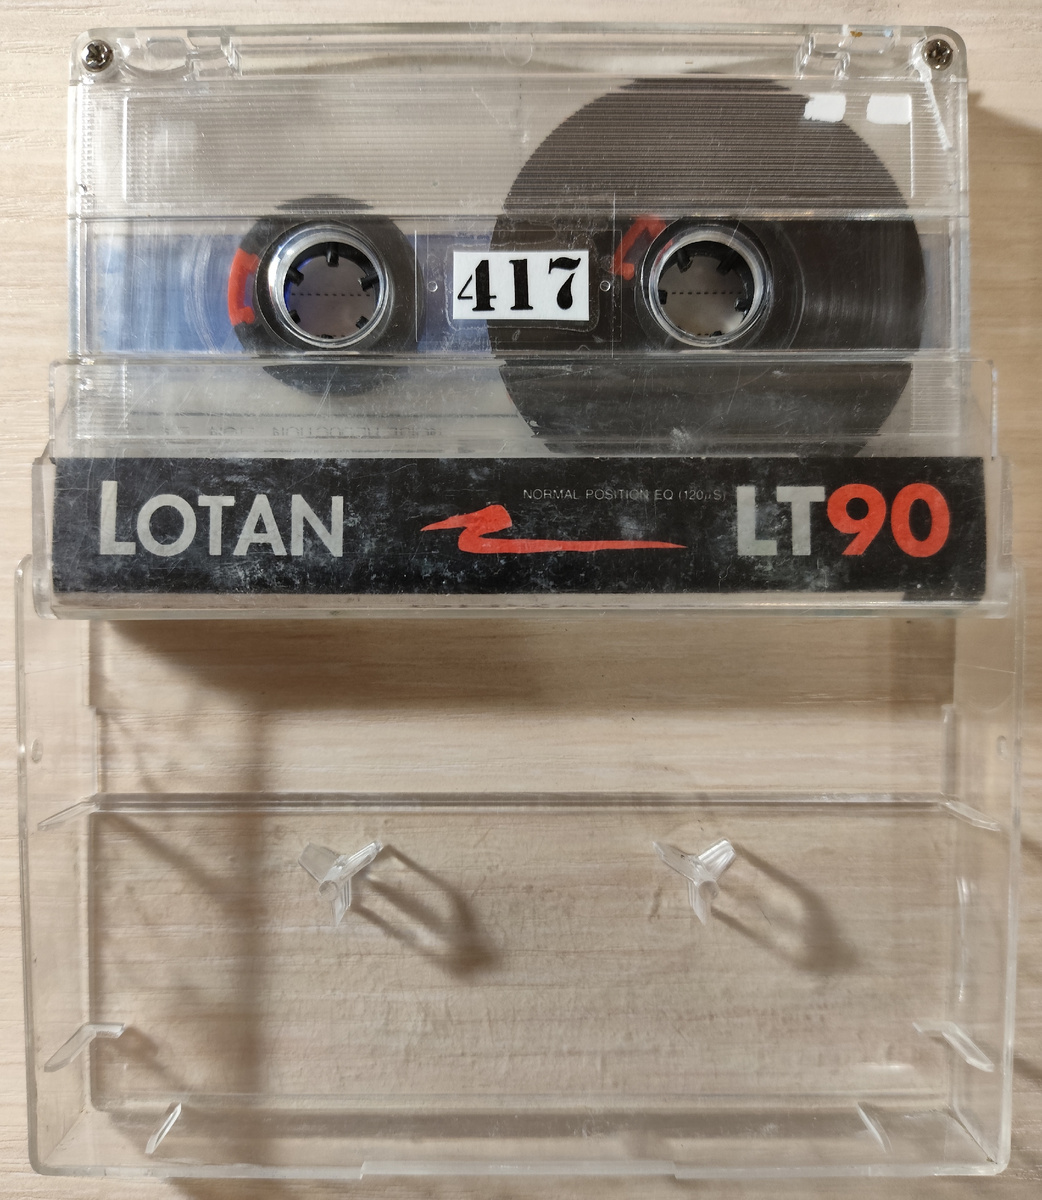 417
LOTAN
NORMAL POSITION EQ (120µS)
LT90